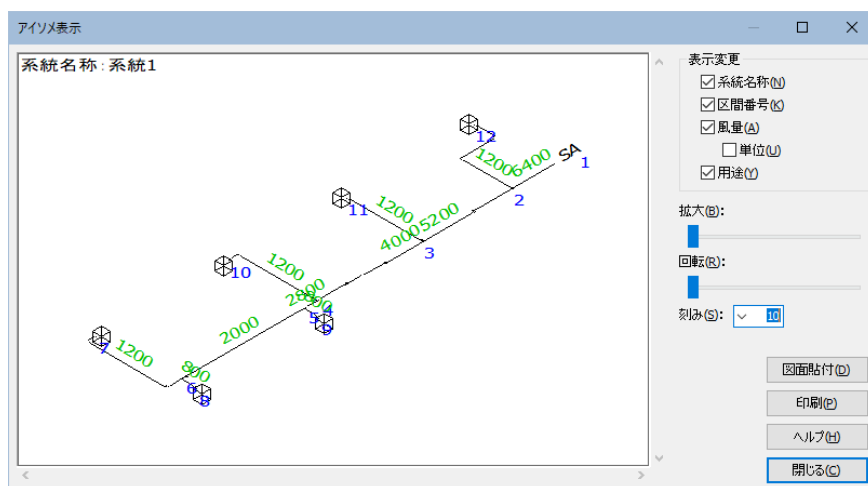 アイソメ表示
系統名称:系統1
表示変更
系統名称(N)
区間番号(K)
風量(A)
単位(U)
用途(Y)
拡大(B):
回転(R):
刻み(S):
10
図面貼付(D)
印刷(P)
ヘルプ(H)
閉じる(C)
12
SA
1
1200
6400
2
11
1200
5200
4000
3
10
1200
2800
800
4
5
9
2000
7
1200
800
6
8